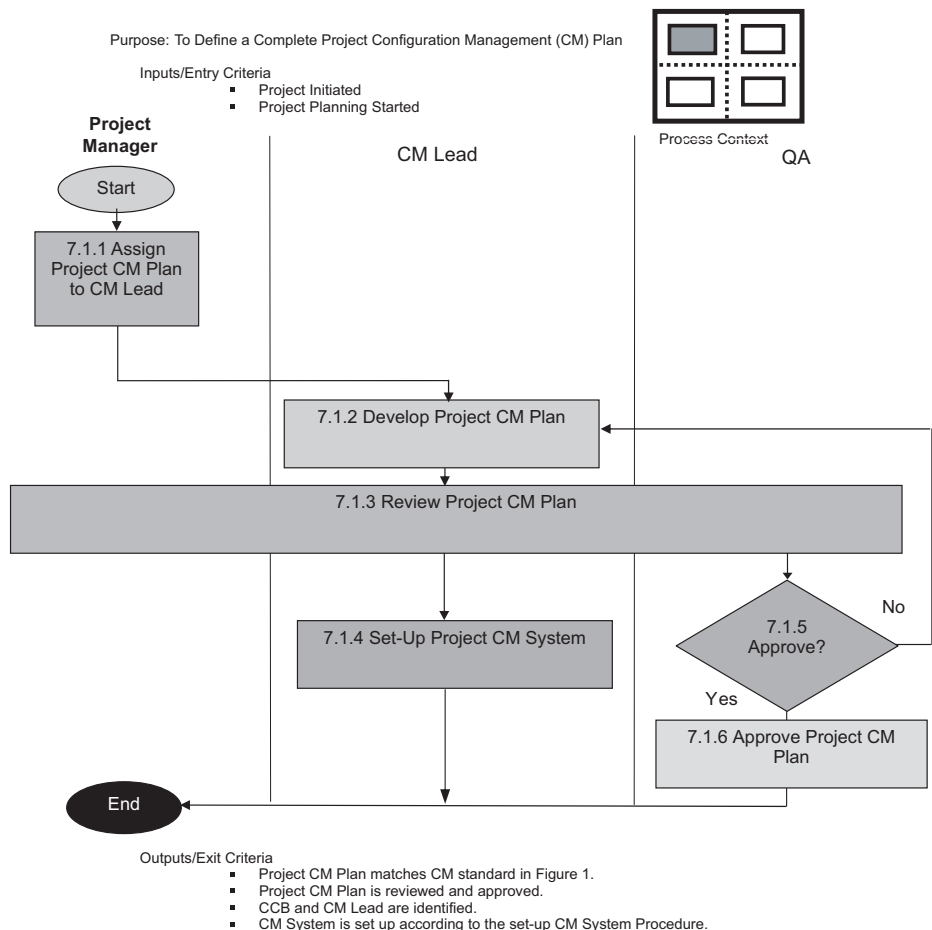 Purpose: To Define a Complete Project Configuration Management (CM) Plan
Inputs/Entry Criteria
▪ Project Initiated
▪ Project Planning Started
Process Context
Project
Manager
CM Lead
QA
Start
7.1.1 Assign
Project CM Plan
to CM Lead
7.1.2 Develop Project CM Plan
7.1.3 Review Project CM Plan
7.1.4 Set-Up Project CM System
7.1.5
Approve?
No
Yes
7.1.6 Approve Project CM
Plan
End
Outputs/Exit Criteria
▪ Project CM Plan matches CM standard in Figure 1.
▪ Project CM Plan is reviewed and approved.
▪ CCB and CM Lead are identified.
▪ CM System is set up according to the set-up CM System Procedure.